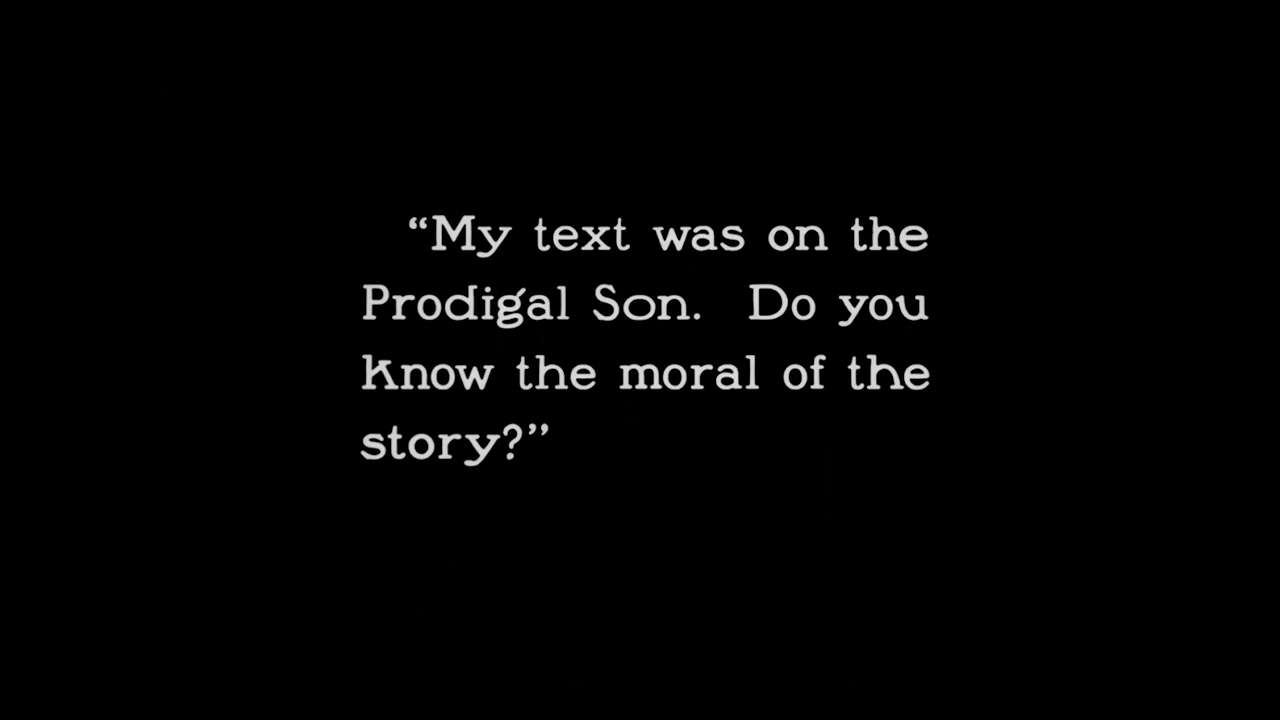 “My text was on the
Prodigal Son. Do you
know the moral of the
story?”